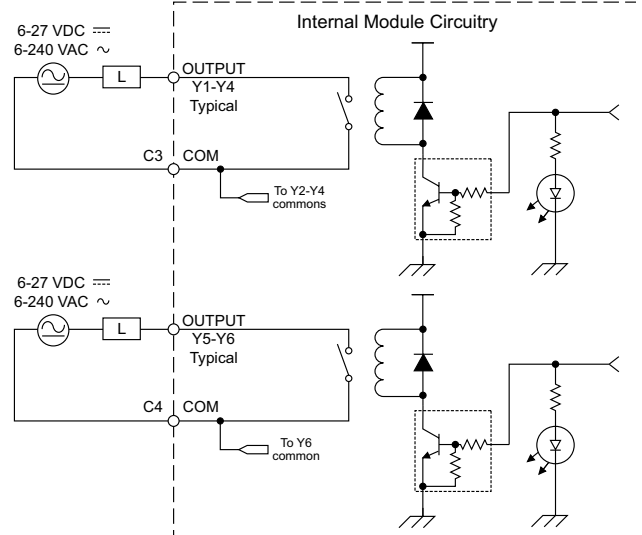 Internal Module Circuitry
6-27 VDC ⎓
6-240 VAC ∿
L
OUTPUT
Y1-Y4
Typical
C3
COM
To Y2-Y4
commons
6-27 VDC ⎓
6-240 VAC ∿
L
OUTPUT
Y5-Y6
Typical
C4
COM
To Y6
common